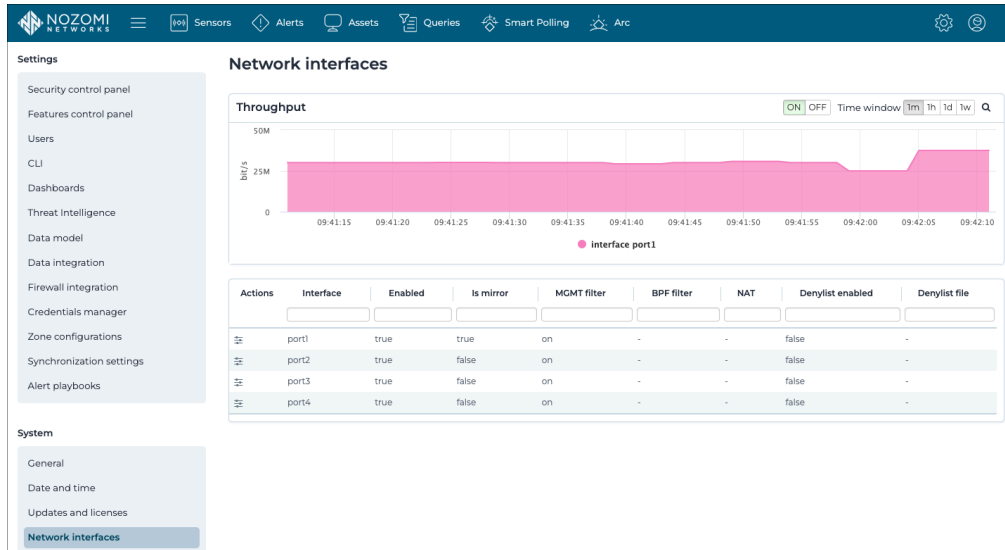 NOZOMI
NETWORKS
Sensors Alerts Assets Queries Smart Polling Arc
Settings
Security control panel
Features control panel
Users
CLI
Dashboards
Threat Intelligence
Data model
Data integration
Firewall integration
Credentials manager
Zone configurations
Synchronization settings
Alert playbooks
System
General
Date and time
Updates and licenses
Network interfaces
Network interfaces
Throughput ON OFF Time window 1m 1h 1d 1w
50M
25M
0
bit/s
09:41:15 09:41:20 09:41:25 09:41:30 09:41:35 09:41:40 09:41:45 09:41:50 09:41:55 09:42:00 09:42:05 09:42:10
interface port1
Actions Interface Enabled Is mirror MGMT filter BPF filter NAT Denylist enabled Denylist file
port1 true true on - - false -
port2 true false on - - false -
port3 true false on - - false -
port4 true false on - - false -